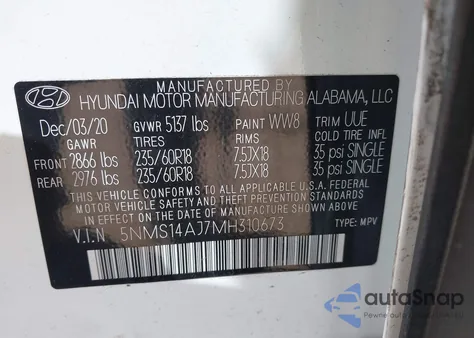 MANUFACTURED BY
HYUNDAI MOTOR MANUFACTURING ALABAMA, LLC
Dec/03/20 GVWR 5137 lbs PAINT WW8 TRIM UUE
GAWR TIRES RIMS COLD TIRE INFL
FRONT 2866 lbs 235/60R18 7.5JX18 35 psi SINGLE
REAR 2976 lbs 235/60R18 7.5JX18 35 psi SINGLE
THIS VEHICLE CONFORMS TO ALL APPLICABLE U.S.A. FEDERAL
MOTOR VEHICLE SAFETY AND THEFT PREVENTION STANDARDS
IN EFFECT ON THE DATE OF MANUFACTURE SHOWN ABOVE.
V.I.N 5NMS14AJ7MH310673 TYPE: MPV
autoSnap